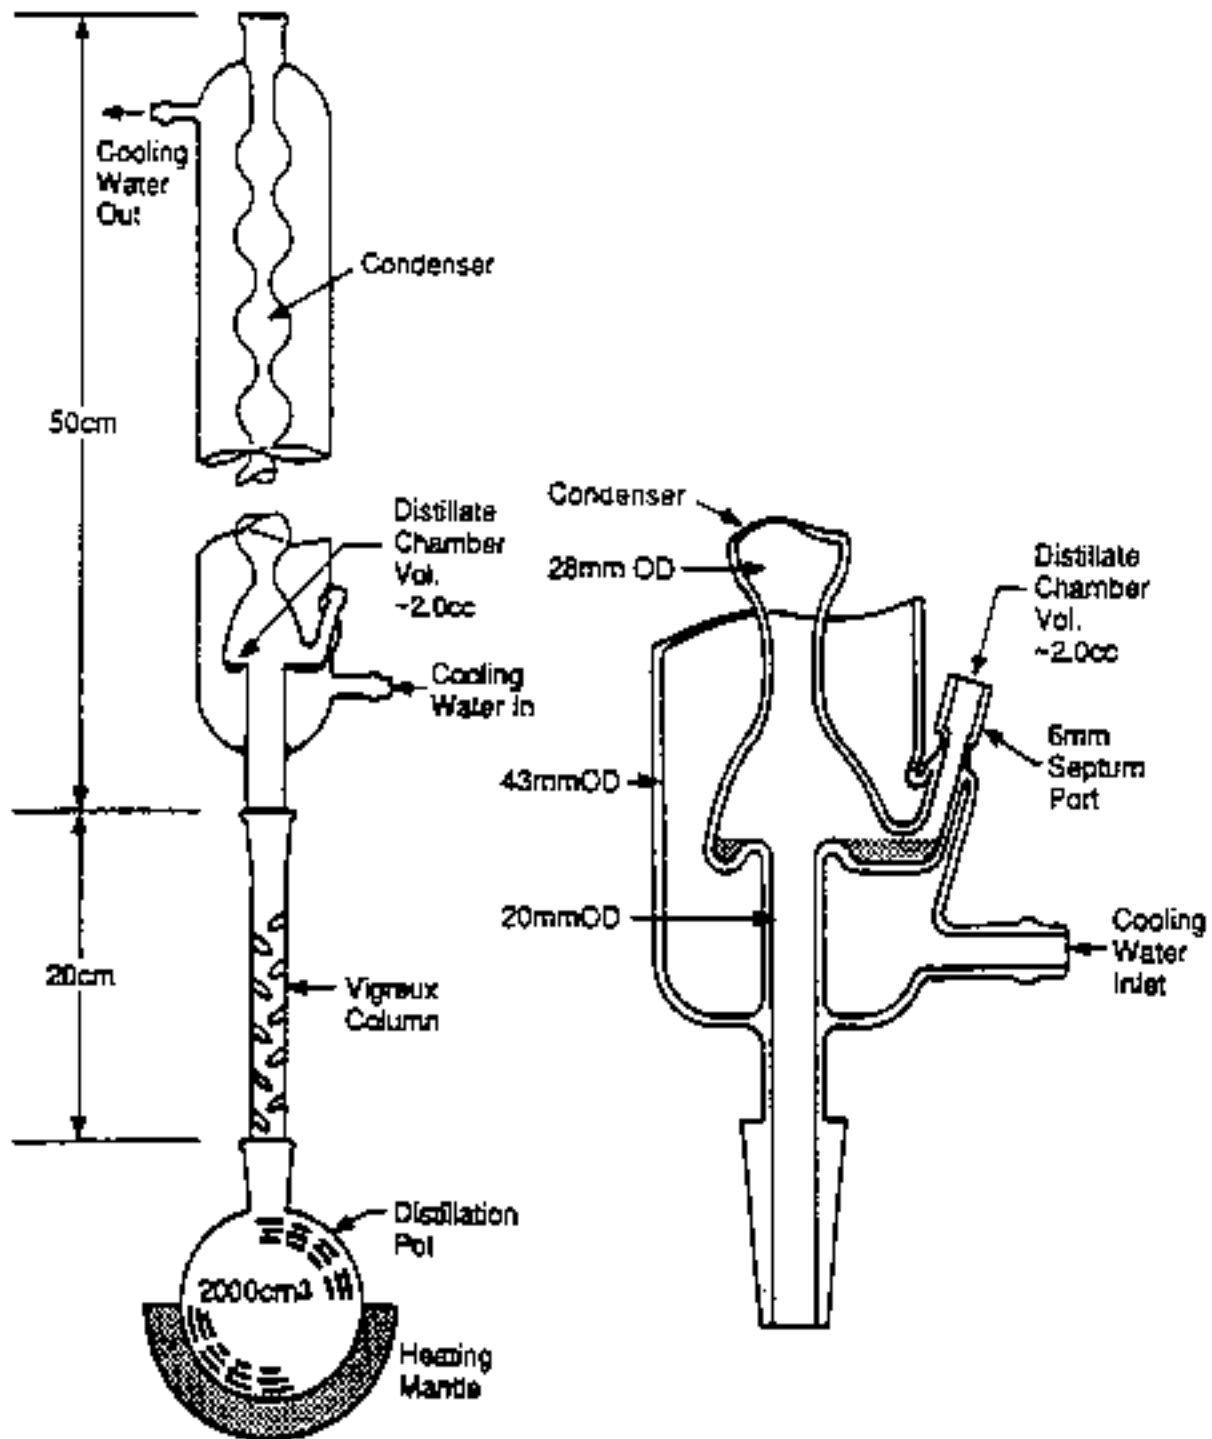 Cooling
Water
Out
Condenser
50cm
Distillate
Chamber
Vol.
~2.0cc
Cooling
Water In
20cm
Vigreux
Column
Distillation
Pot
2000cm3
Heating
Mantle
Condenser
28mm OD
Distillate
Chamber
Vol.
~2.0cc
6mm
Septum
Port
43mmOD
20mmOD
Cooling
Water
Inlet